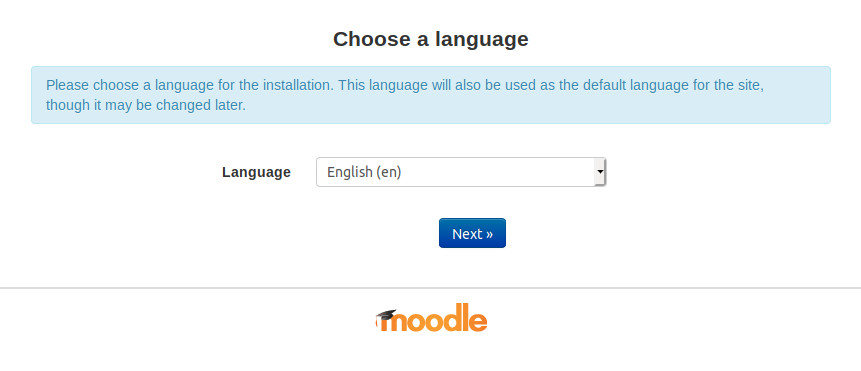 Choose a language
Please choose a language for the installation. This language will also be used as the default language for the site,
though it may be changed later.
Language English (en)
Next »
moodle